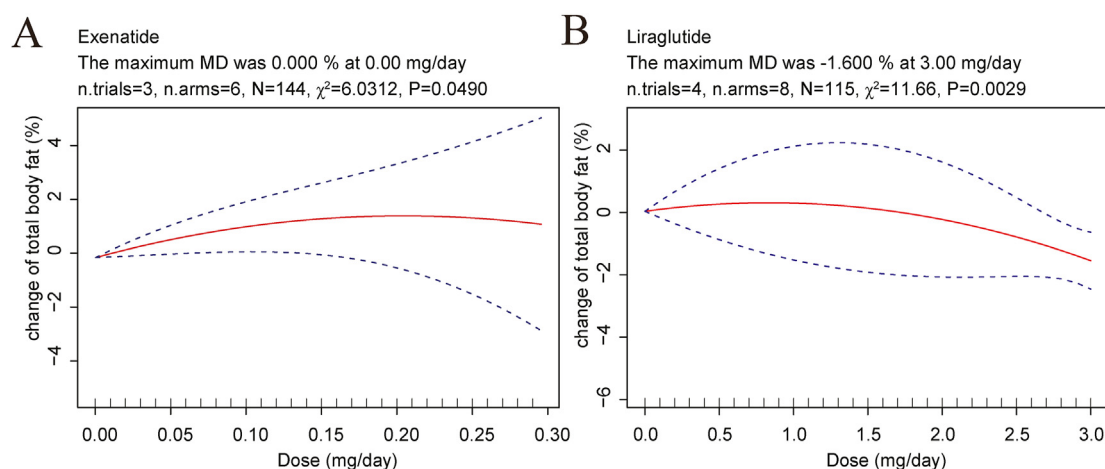 A
Exenatide
The maximum MD was 0.000 % at 0.00 mg/day
n.trials=3, n.arms=6, N=144, χ²=6.0312, P=0.0490
change of total body fat (%)
4
2
0
−2
−4
0.00 0.05 0.10 0.15 0.20 0.25 0.30
Dose (mg/day)
B
Liraglutide
The maximum MD was -1.600 % at 3.00 mg/day
n.trials=4, n.arms=8, N=115, χ²=11.66, P=0.0029
change of total body fat (%)
2
0
−2
−4
−6
0.0 0.5 1.0 1.5 2.0 2.5 3.0
Dose (mg/day)